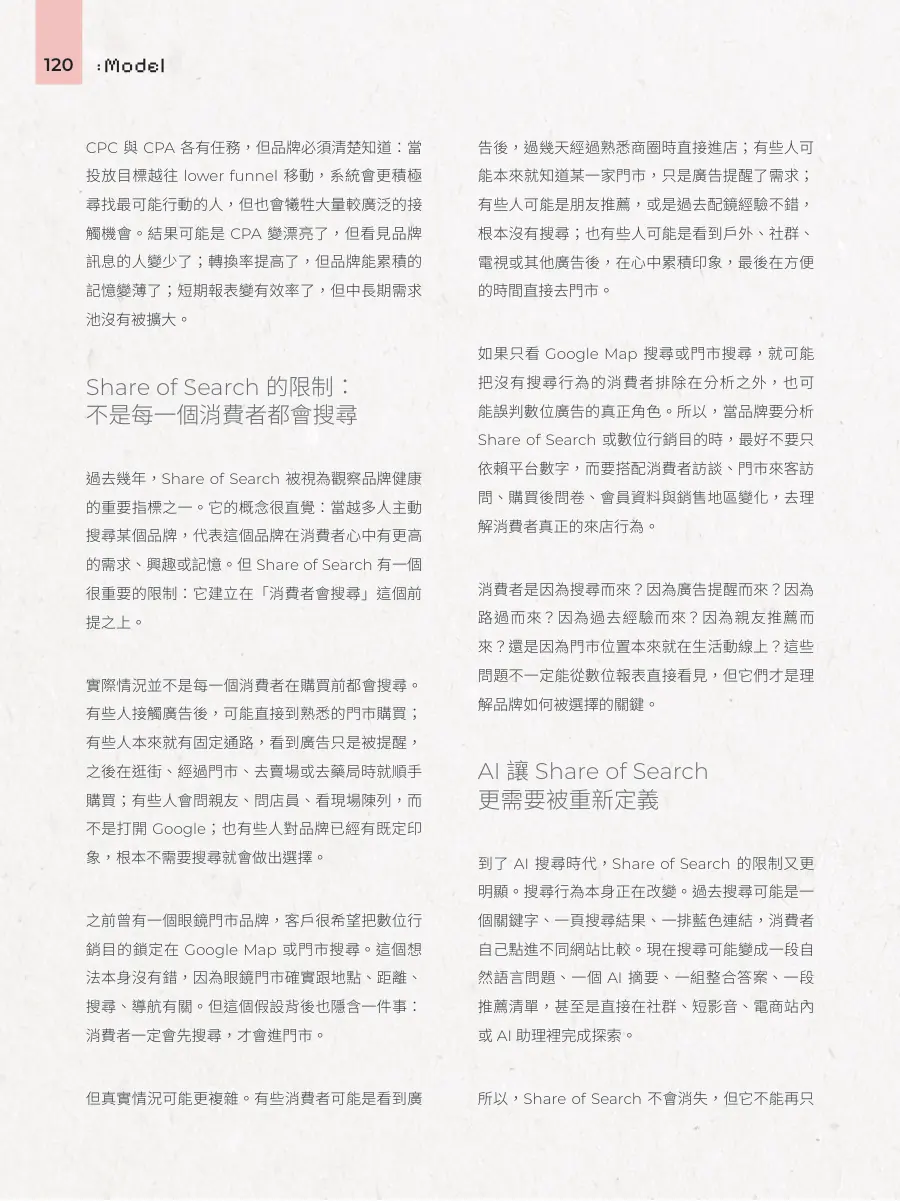 120
:Model
CPC 與 CPA 各有任務，但品牌必須清楚知道：當
投放目標越往 lower funnel 移動，系統會更積極
尋找最可能行動的人，但也會犧牲大量較廣泛的接
觸機會。結果可能是 CPA 變漂亮了，但看見品牌
訊息的人變少了；轉換率提高了，但品牌能累積的
記憶變薄了；短期報表變有效率了，但中長期需求
池沒有被擴大。
Share of Search 的限制：
不是每一個消費者都會搜尋
過去幾年，Share of Search 被視為觀察品牌健康
的重要指標之一。它的概念很直覺：當越多人主動
搜尋某個品牌，代表這個品牌在消費者心中有更高
的需求、興趣或記憶。但 Share of Search 有一個
很重要的限制：它建立在「消費者會搜尋」這個前
提之上。
實際情況並不是每一個消費者在購買前都會搜尋。
有些人接觸廣告後，可能直接到熟悉的門市購買；
有些人本來就有固定通路，看到廣告只是被提醒，
之後在逛街、經過門市、去賣場或去藥局時就順手
購買；有些人會問親友、問店員、看現場陳列，而
不是打開 Google；也有些人對品牌已經有既定印
象，根本不需要搜尋就會做出選擇。
之前曾有一個眼鏡門市品牌，客戶很希望把數位行
銷目的鎖定在 Google Map 或門市搜尋。這個想
法本身沒有錯，因為眼鏡門市確實跟地點、距離、
搜尋、導航有關。但這個假設背後也隱含一件事：
消費者一定會先搜尋，才會進門市。
但真實情況可能更複雜。有些消費者可能是看到廣
告後，過幾天經過熟悉商圈時直接進店；有些人可
能本來就知道某一家門市，只是廣告提醒了需求；
有些人可能是朋友推薦，或是過去配鏡經驗不錯，
根本沒有搜尋；也有些人可能是看到戶外、社群、
電視或其他廣告後，在心中累積印象，最後在方便
的時間直接去門市。
如果只看 Google Map 搜尋或門市搜尋，就可能
把沒有搜尋行為的消費者排除在分析之外，也可
能誤判數位廣告的真正角色。所以，當品牌要分析
Share of Search 或數位行銷目的時，最好不要只
依賴平台數字，而要搭配消費者訪談、門市來客訪
問、購買後問卷、會員資料與銷售地區變化，去理
解消費者真正的來店行為。
消費者是因為搜尋而來？因為廣告提醒而來？因為
路過而來？因為過去經驗而來？因為親友推薦而
來？還是因為門市位置本來就在生活動線上？這些
問題不一定能從數位報表直接看見，但它們才是理
解品牌如何被選擇的關鍵。
AI 讓 Share of Search
更需要被重新定義
到了 AI 搜尋時代，Share of Search 的限制又更
明顯。搜尋行為本身正在改變。過去搜尋可能是一
個關鍵字、一頁搜尋結果、一排藍色連結，消費者
自己點進不同網站比較。現在搜尋可能變成一段自
然語言問題、一個 AI 摘要、一組整合答案、一段
推薦清單，甚至是直接在社群、短影音、電商站內
或 AI 助理裡完成探索。
所以，Share of Search 不會消失，但它不能再只